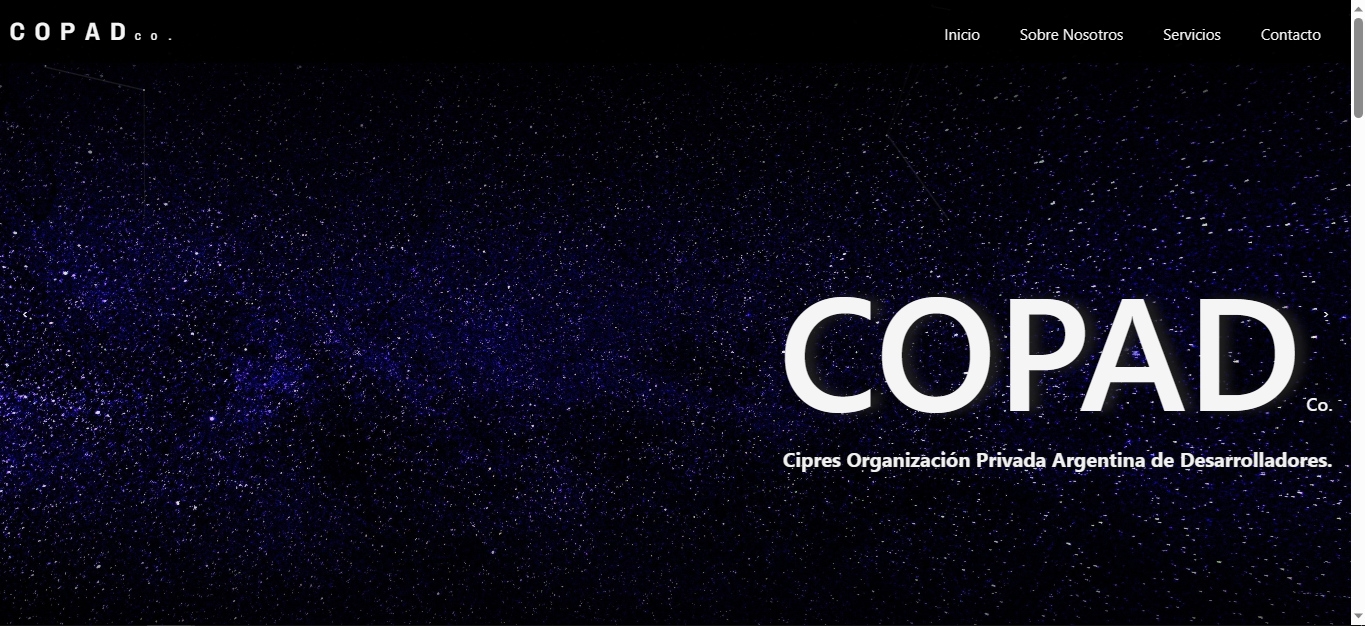 COPAD co.
Inicio Sobre Nosotros Servicios Contacto
COPAD Co.
Cipres Organización Privada Argentina de Desarrolladores.